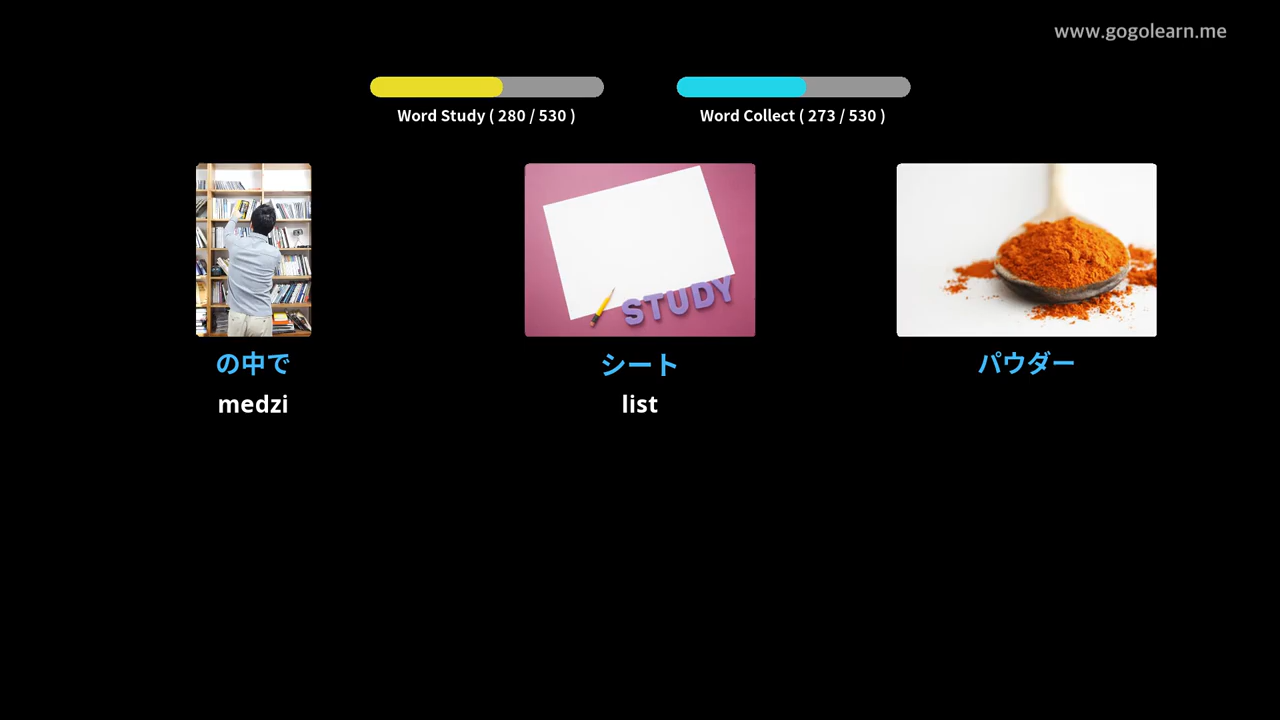 www.gogolearn.me
Word Study ( 280 / 530 )
Word Collect ( 273 / 530 )
STUDY
の中で
シート
パウダー
medzi
list